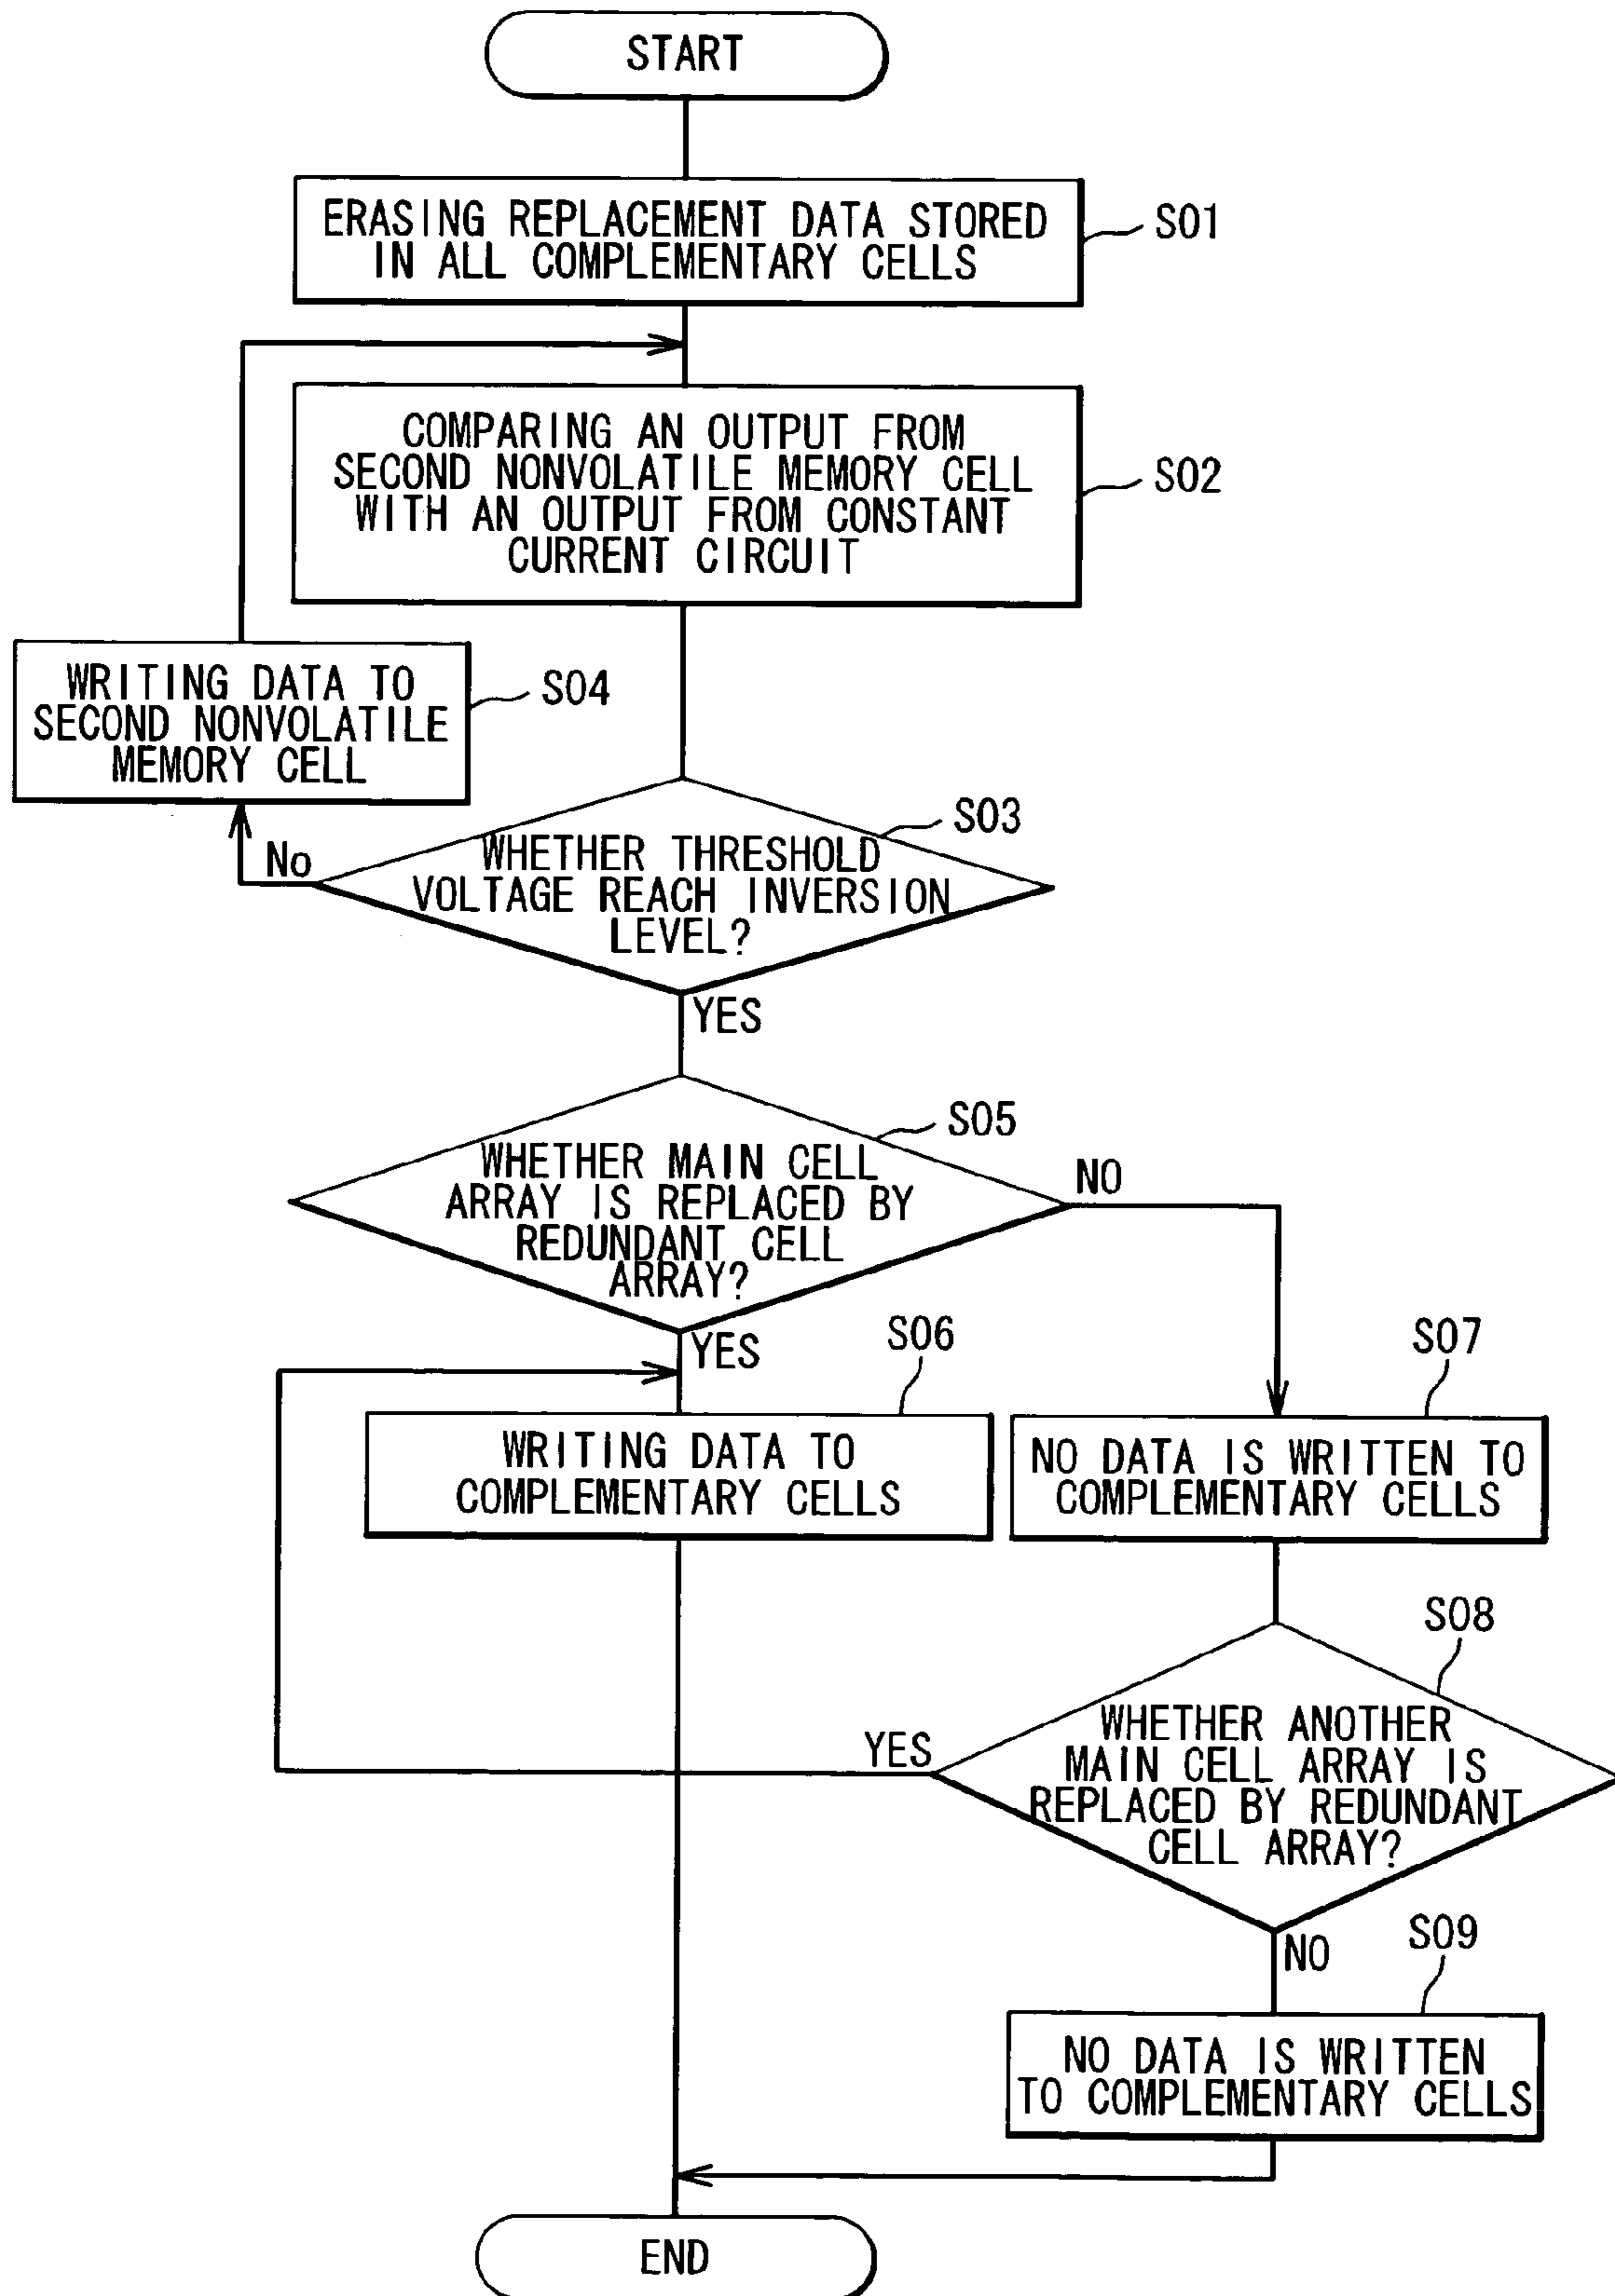 START
ERASING REPLACEMENT DATA STORED
IN ALL COMPLEMENTARY CELLS
S01
COMPARING AN OUTPUT FROM
SECOND NONVOLATILE MEMORY CELL
WITH AN OUTPUT FROM CONSTANT
CURRENT CIRCUIT
S02
WRITING DATA TO
SECOND NONVOLATILE
MEMORY CELL
S04
S03
No
WHETHER THRESHOLD
VOLTAGE REACH INVERSION
LEVEL?
YES
S05
WHETHER MAIN CELL
ARRAY IS REPLACED BY
REDUNDANT CELL
ARRAY?
NO
YES
S06
S07
WRITING DATA TO
COMPLEMENTARY CELLS
NO DATA IS WRITTEN TO
COMPLEMENTARY CELLS
S08
YES
WHETHER ANOTHER
MAIN CELL ARRAY IS
REPLACED BY REDUNDANT
CELL ARRAY?
NO
S09
NO DATA IS WRITTEN
TO COMPLEMENTARY CELLS
END